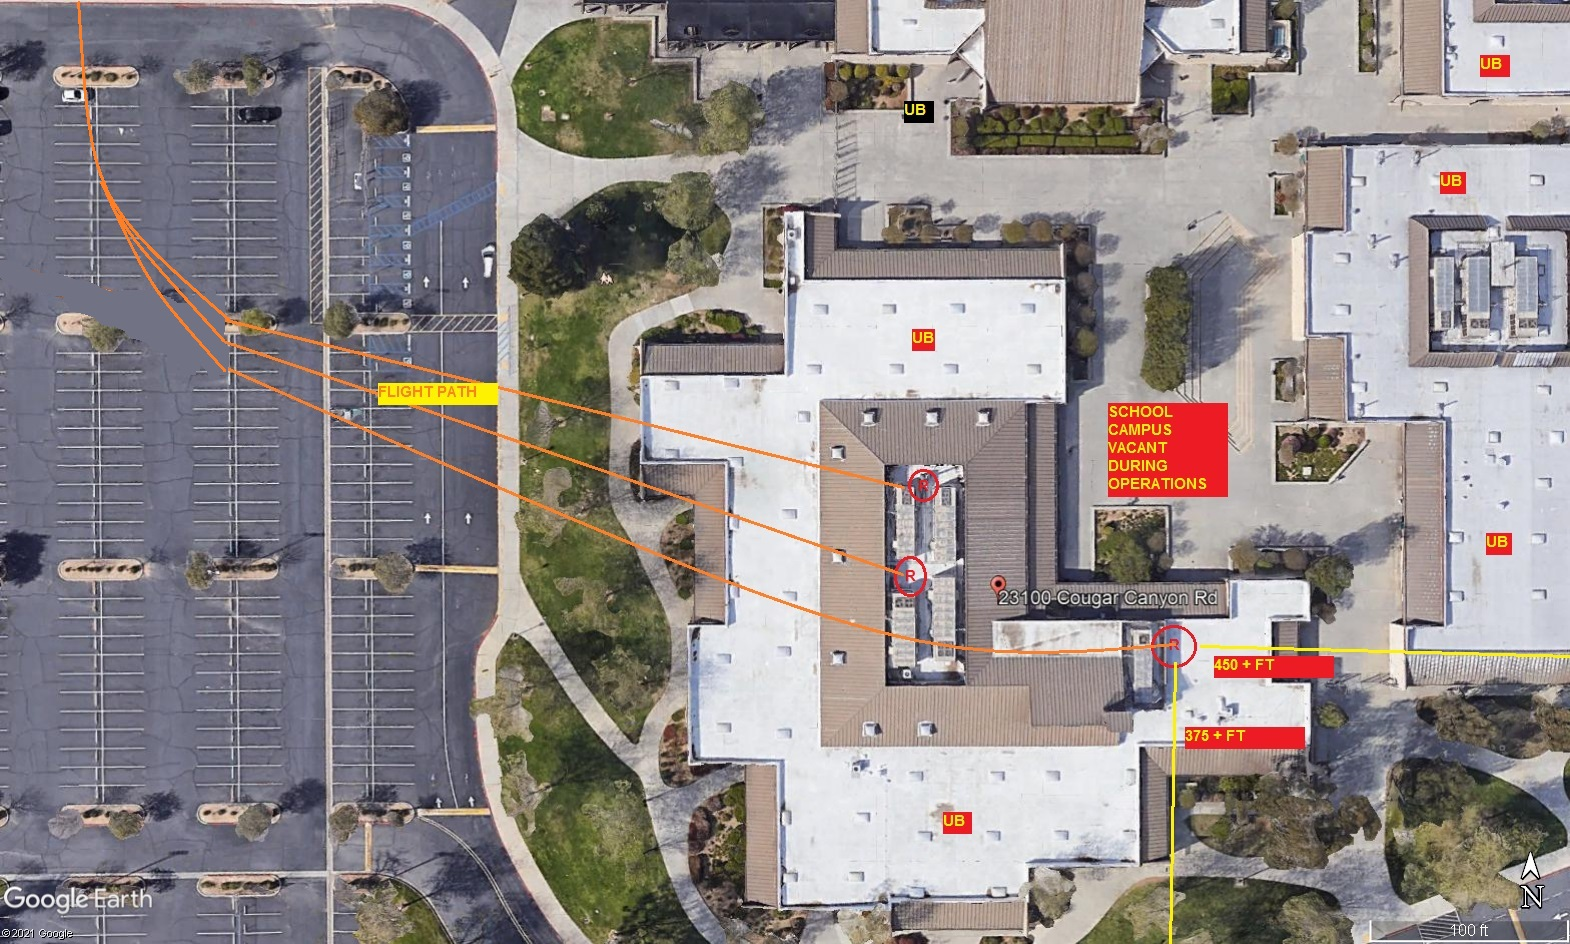 UB
UB
UB
UB
FLIGHT PATH
SCHOOL
CAMPUS
VACANT
DURING
OPERATIONS
R
UB
R
23100 Cougar Canyon Rd
R
450 + FT
375 + FT
UB
Google Earth
N
100 ft
©2021 Google